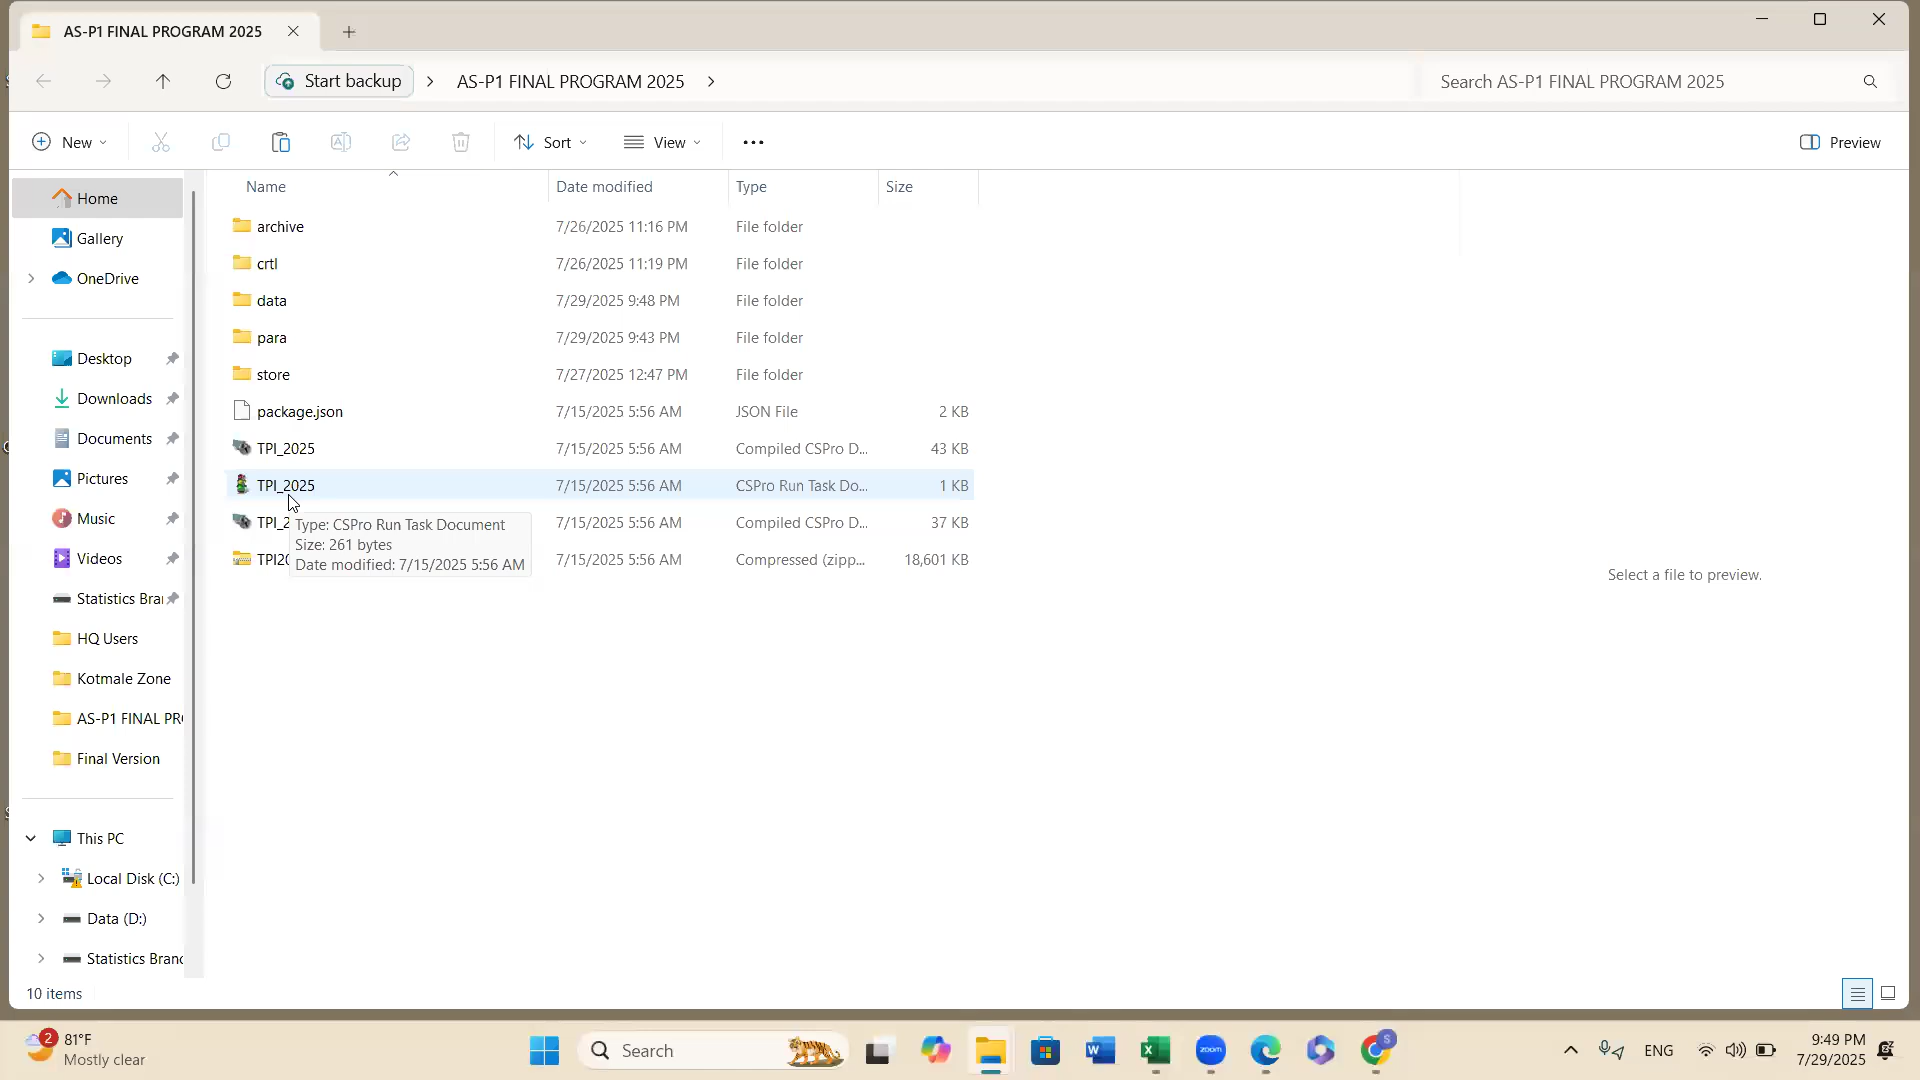 AS-P1 FINAL PROGRAM 2025
Start backup
AS-P1 FINAL PROGRAM 2025
Search AS-P1 FINAL PROGRAM 2025
New
Sort
View
Preview
Name
Date modified
Type
Size
archive 7/26/2025 11:16 PM File folder
crtl 7/26/2025 11:19 PM File folder
data 7/29/2025 9:48 PM File folder
para 7/29/2025 9:43 PM File folder
store 7/27/2025 12:47 PM File folder
package.json 7/15/2025 5:56 AM JSON File 2 KB
TPI_2025 7/15/2025 5:56 AM Compiled CSPro D... 43 KB
TPI_2025 7/15/2025 5:56 AM CSPro Run Task Do... 1 KB
TPI_2 7/15/2025 5:56 AM Compiled CSPro D... 37 KB
TPI20 7/15/2025 5:56 AM Compressed (zipp... 18,601 KB
Type: CSPro Run Task Document
Size: 261 bytes
Date modified: 7/15/2025 5:56 AM
Select a file to preview.
Home
Gallery
OneDrive
Desktop
Downloads
Documents
Pictures
Music
Videos
Statistics Bra
HQ Users
Kotmale Zone
AS-P1 FINAL PR
Final Version
This PC
Local Disk (C:)
Data (D:)
Statistics Branc
10 items
2
81°F
Mostly clear
Search
W
X
zoom
S
ENG
9:49 PM
7/29/2025